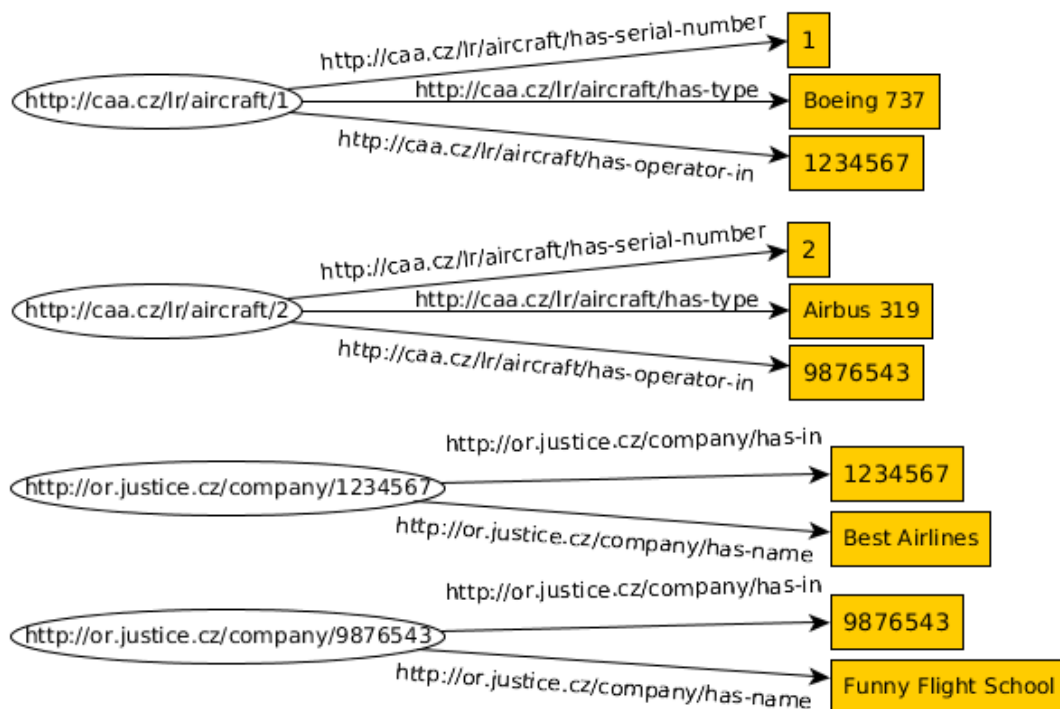 http://caa.cz/lr/aircraft/has-serial-number
1
http://caa.cz/lr/aircraft/1
http://caa.cz/lr/aircraft/has-type
Boeing 737
http://caa.cz/lr/aircraft/has-operator-in
1234567
http://caa.cz/lr/aircraft/has-serial-number
2
http://caa.cz/lr/aircraft/2
http://caa.cz/lr/aircraft/has-type
Airbus 319
http://caa.cz/lr/aircraft/has-operator-in
9876543
http://or.justice.cz/company/has-in
1234567
http://or.justice.cz/company/1234567
http://or.justice.cz/company/has-name
Best Airlines
http://or.justice.cz/company/has-in
9876543
http://or.justice.cz/company/9876543
http://or.justice.cz/company/has-name
Funny Flight School